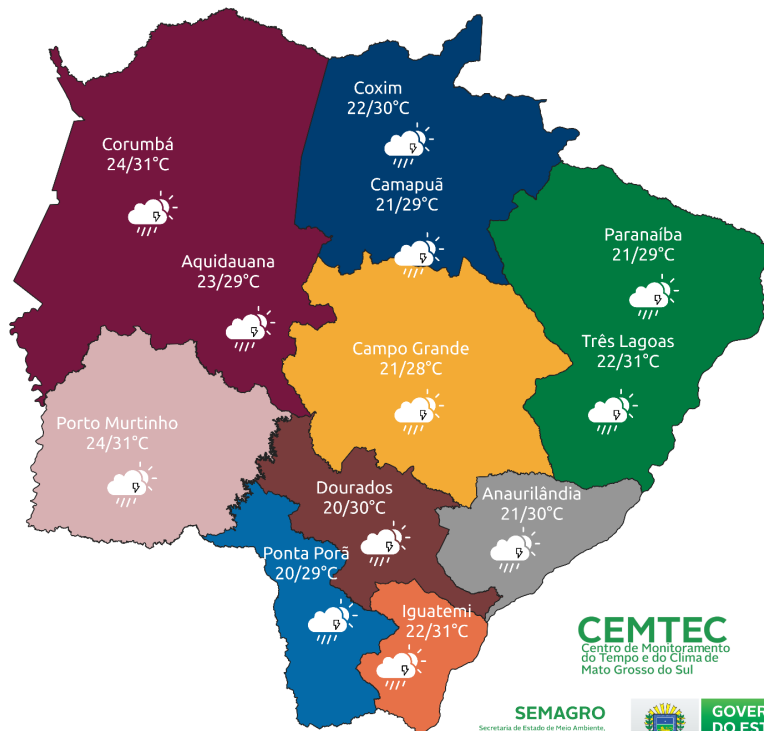 Coxim
22/30°C
Corumbá
24/31°C
Camapuã
21/29°C
Paranaíba
21/29°C
Aquidauana
23/29°C
Campo Grande
21/28°C
Três Lagoas
22/31°C
Porto Murtinho
24/31°C
Dourados
20/30°C
Anaurilândia
21/30°C
Ponta Porã
20/29°C
Iguatemi
22/31°C
CEMTEC
Centro de Monitoramento
do Tempo e do Clima de
Mato Grosso do Sul
SEMAGRO
Secretaria de Estado de Meio Ambiente,
GOVER
DO EST